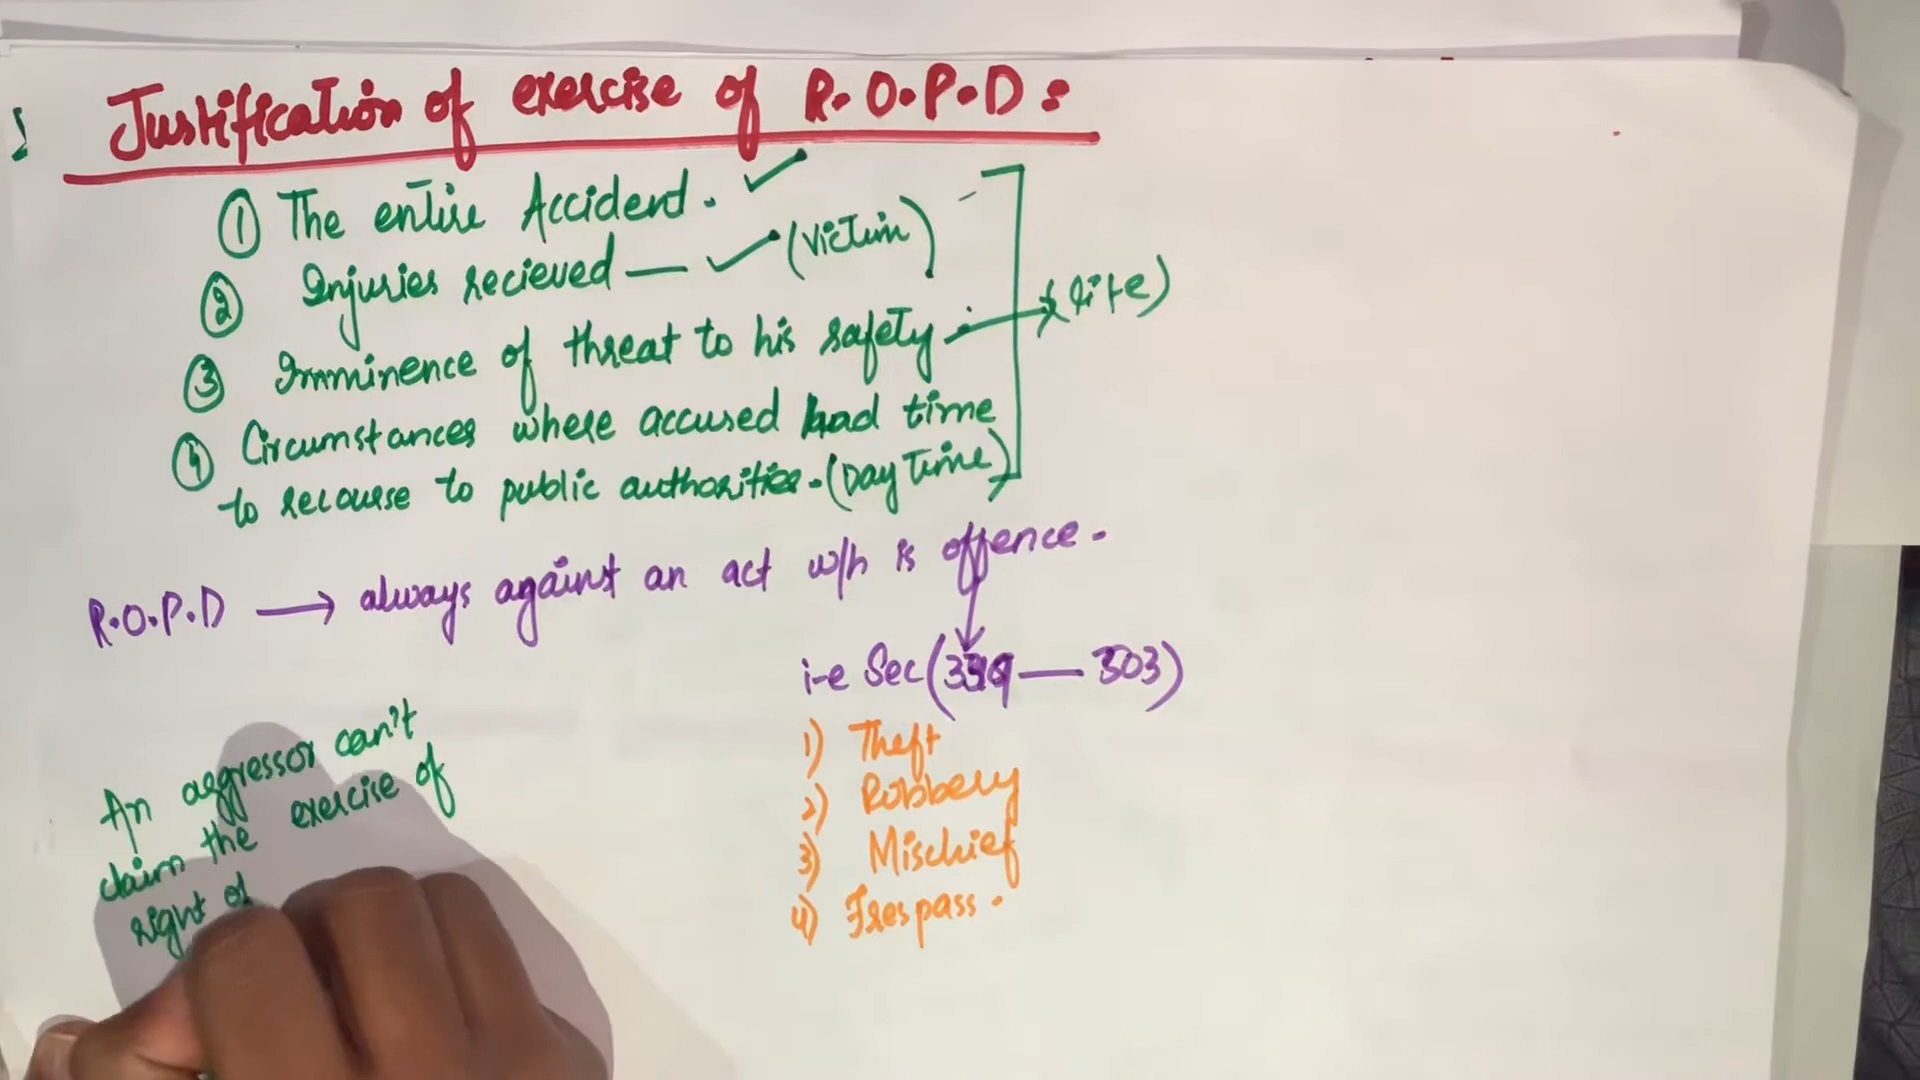 Justification of exercise of R.O.P.D:
① The entire Accident.
② Injuries recieved — (victim)
③ Imminence of threat to his safety. (life)
④ Circumstances where accused had time
to recourse to public authorities. (Day Time)
R.O.P.D → always against an act w/h is offence.
i-e Sec ( — 303)
1) Theft
2) Robbery
3) Mischief
4) Trespass.
An aggressor can't
claim the exercise of
right of